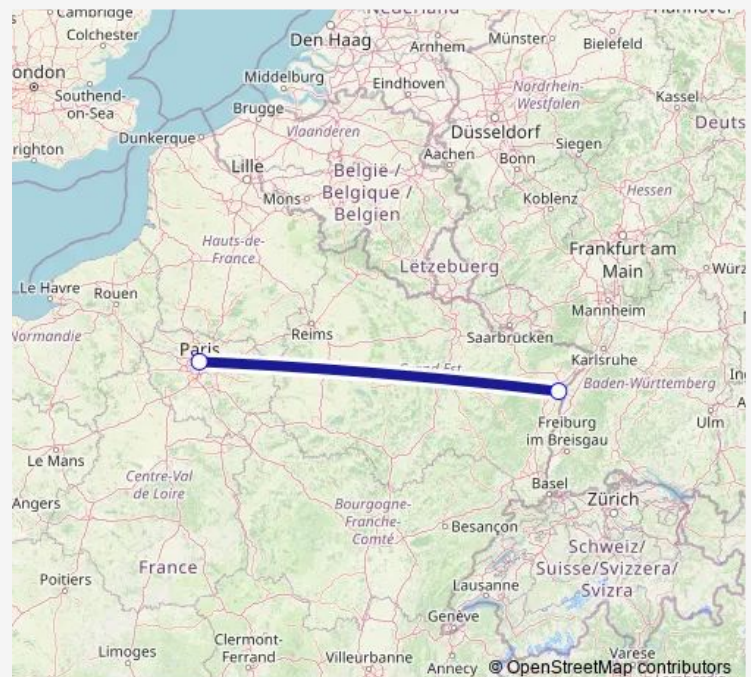 Cambridge
Colchester
Den Haag
Arnhem
Münster
Bielefeld
ondon
Southend-
on-Sea
Middelburg
Eindhoven
Nordrhein-
Westfalen
Kassel
Brugge
Vlaanderen
Düsseldorf
Deuts
righton
Dunkerque
Lille
Aachen
Bonn
Siegen
België /
Belgique /
Belgien
Mons
Koblenz
Hessen
Hauts-de-
France
Lëtzebuerg
Frankfurt am
Main
Würz
Le Havre
Rouen
Mannheim
Normandie
Reims
Saarbrücken
Paris
Karlsruhe
Baden-Württemberg
Ulm
Freiburg
im Breisgau
Le Mans
Centre-Val
de Loire
Basel
Zürich
Angers
Bourgogne-
Franche-
Comté
Besançon
Schweiz/
Suisse/Svizzera/
Svizra
France
Lausanne
Poitiers
Genève
Limoges
Clermont-
Ferrand
Villeurbanne
Annecy
Varese
© OpenStreetMap contributors